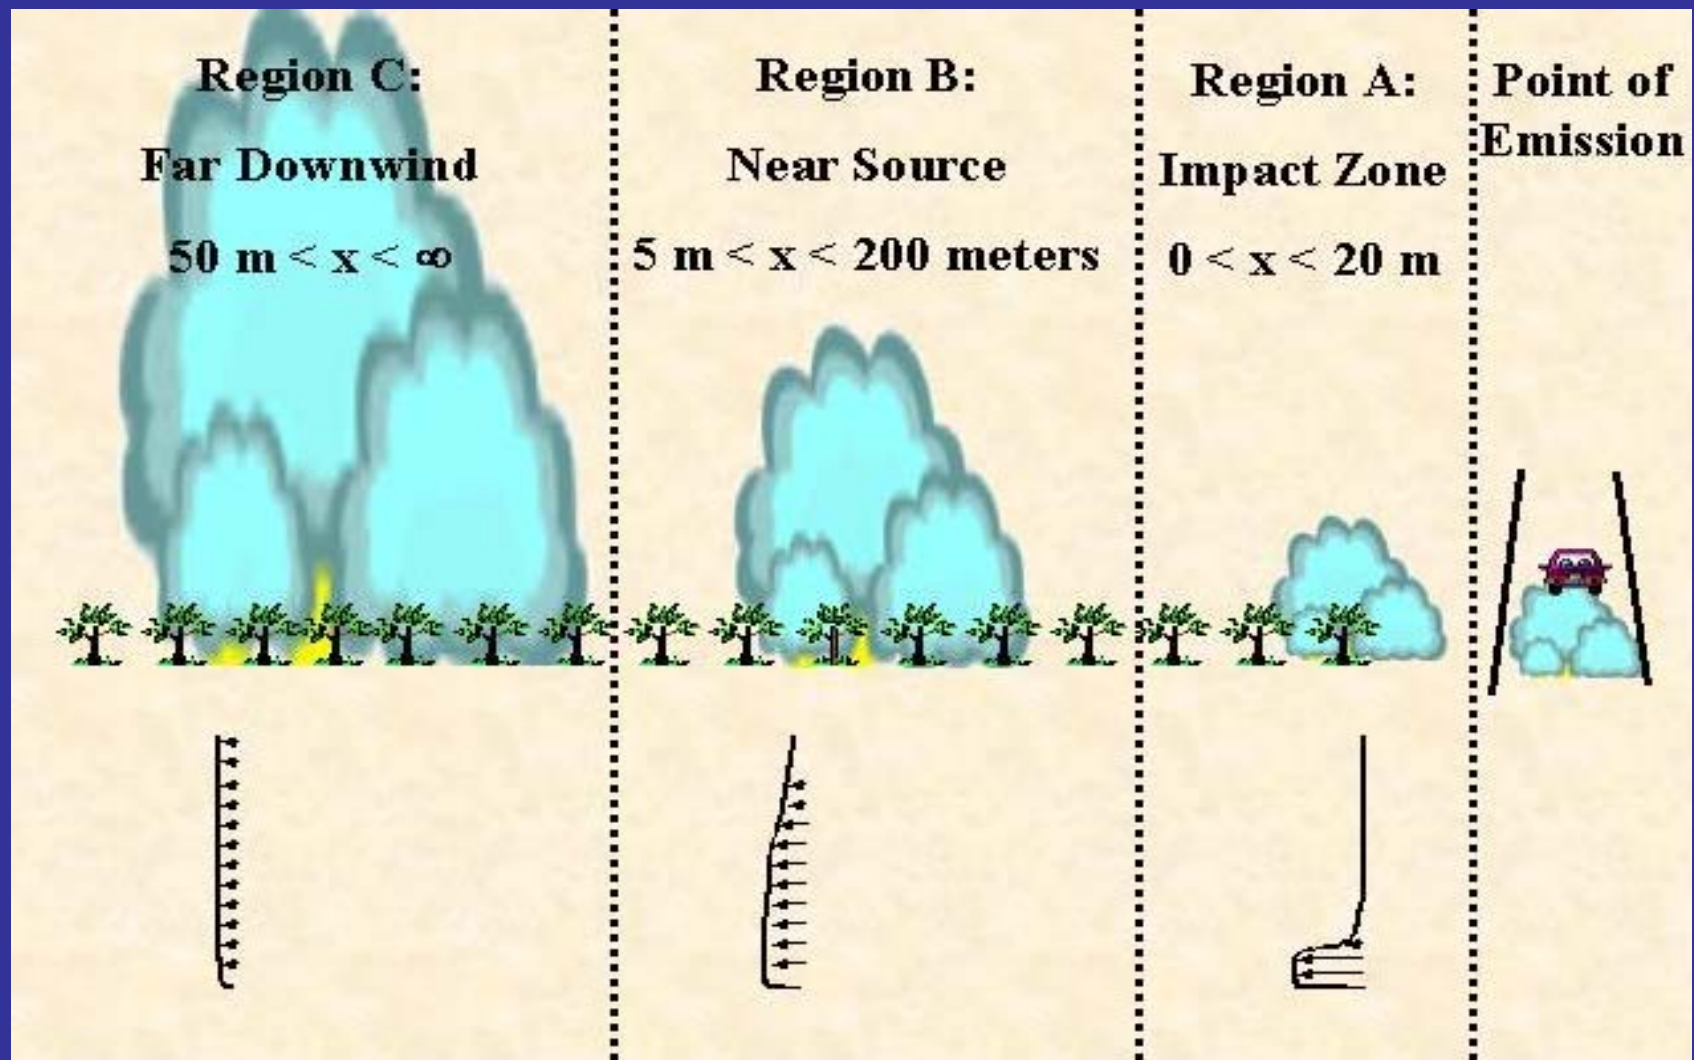 Region C:
Far Downwind
50 m < x < ∞
Region B:
Near Source
5 m < x < 200 meters
Region A:
Impact Zone
0 < x < 20 m
Point of
Emission